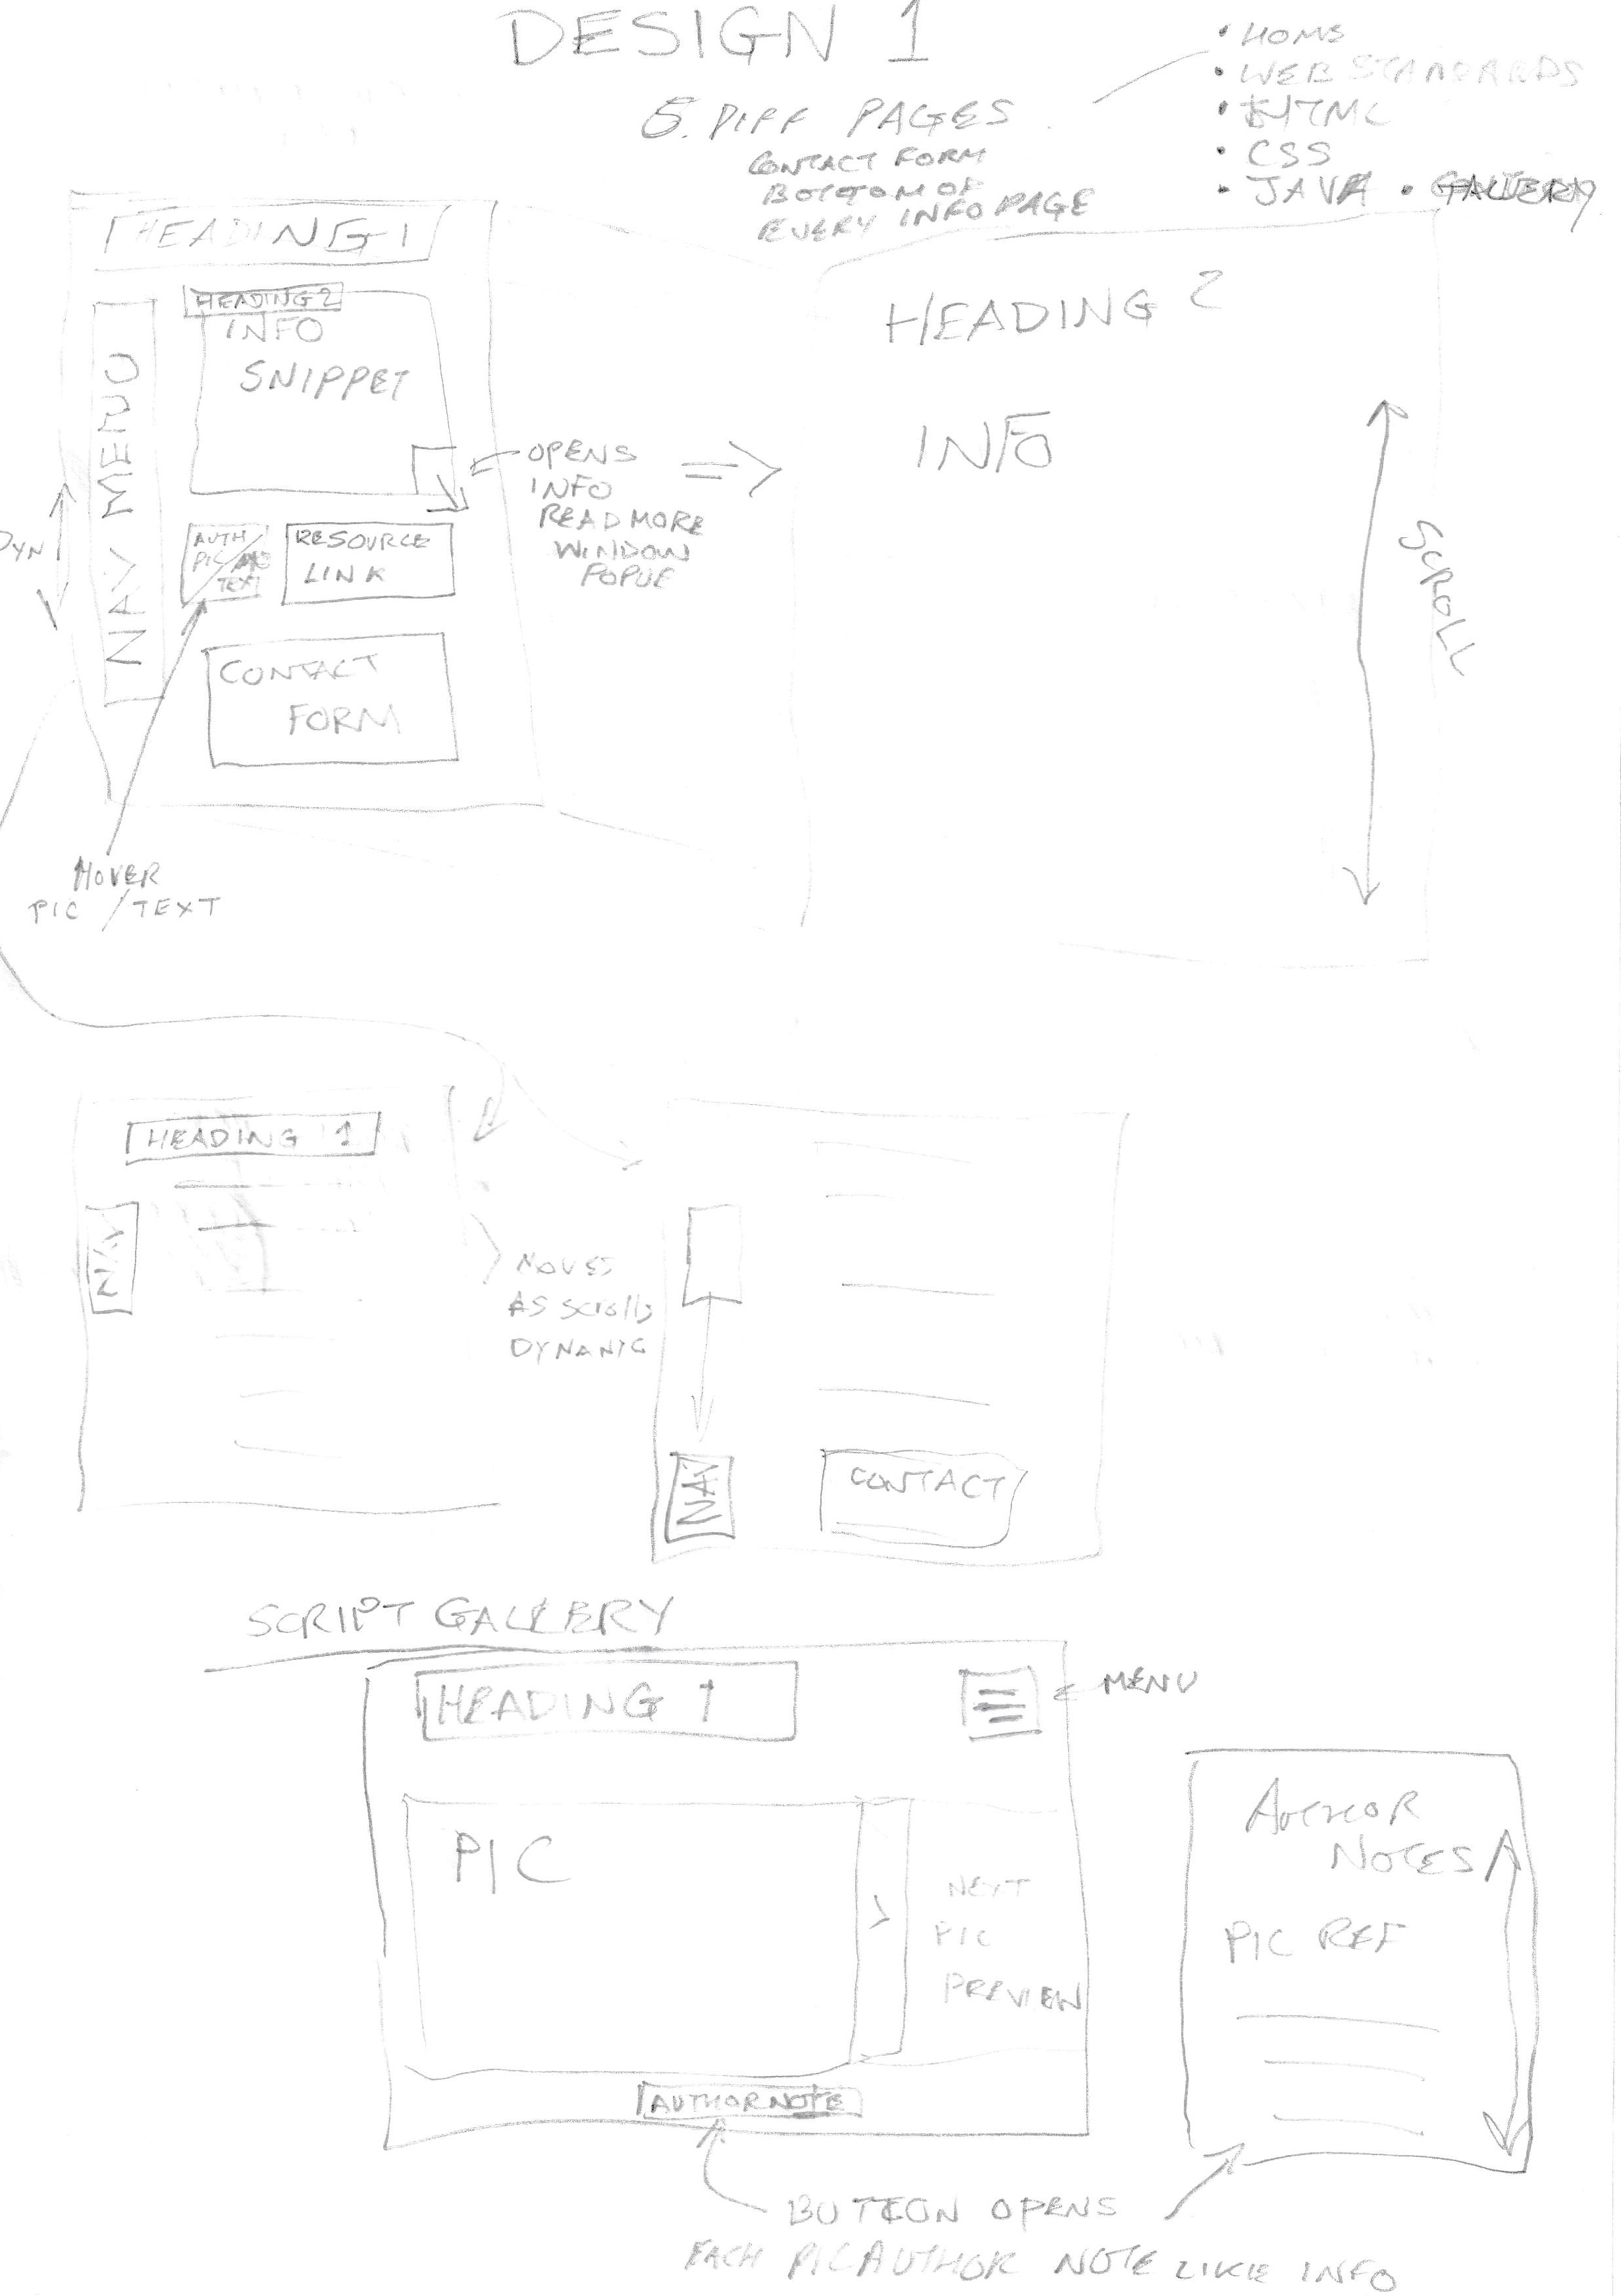 DESIGN 1
5. DIFF PAGES
CONTACT FORM
BOTTOM OF
EVERY INFO PAGE
• HOME
• WEB STANDARDS
• HTML
• CSS
• JAVA • GALLERY
HEADING 1
NAV MENU
DYN
HEADING 2
INFO
SNIPPET
OPENS
INFO
READ MORE
WINDOW
POPUE
AUTH
PIC/AND
TEXT
RESOURCE
LINK
CONTACT
FORM
HOVER
PIC / TEXT
HEADING 2
INFO
SCROLL
HEADING 1
NAV
MOVES
AS SCROLLS
DYNAMIC
NAV
CONTACT
SCRIPT GALLERY
HEADING 1
MENU
PIC
>
NEXT
PIC
PREVIEW
AUTHOR NOTE
AUTHOR
NOTES
PIC REF
BUTTON OPENS
EACH PIC AUTHOR NOTE LIKE INFO